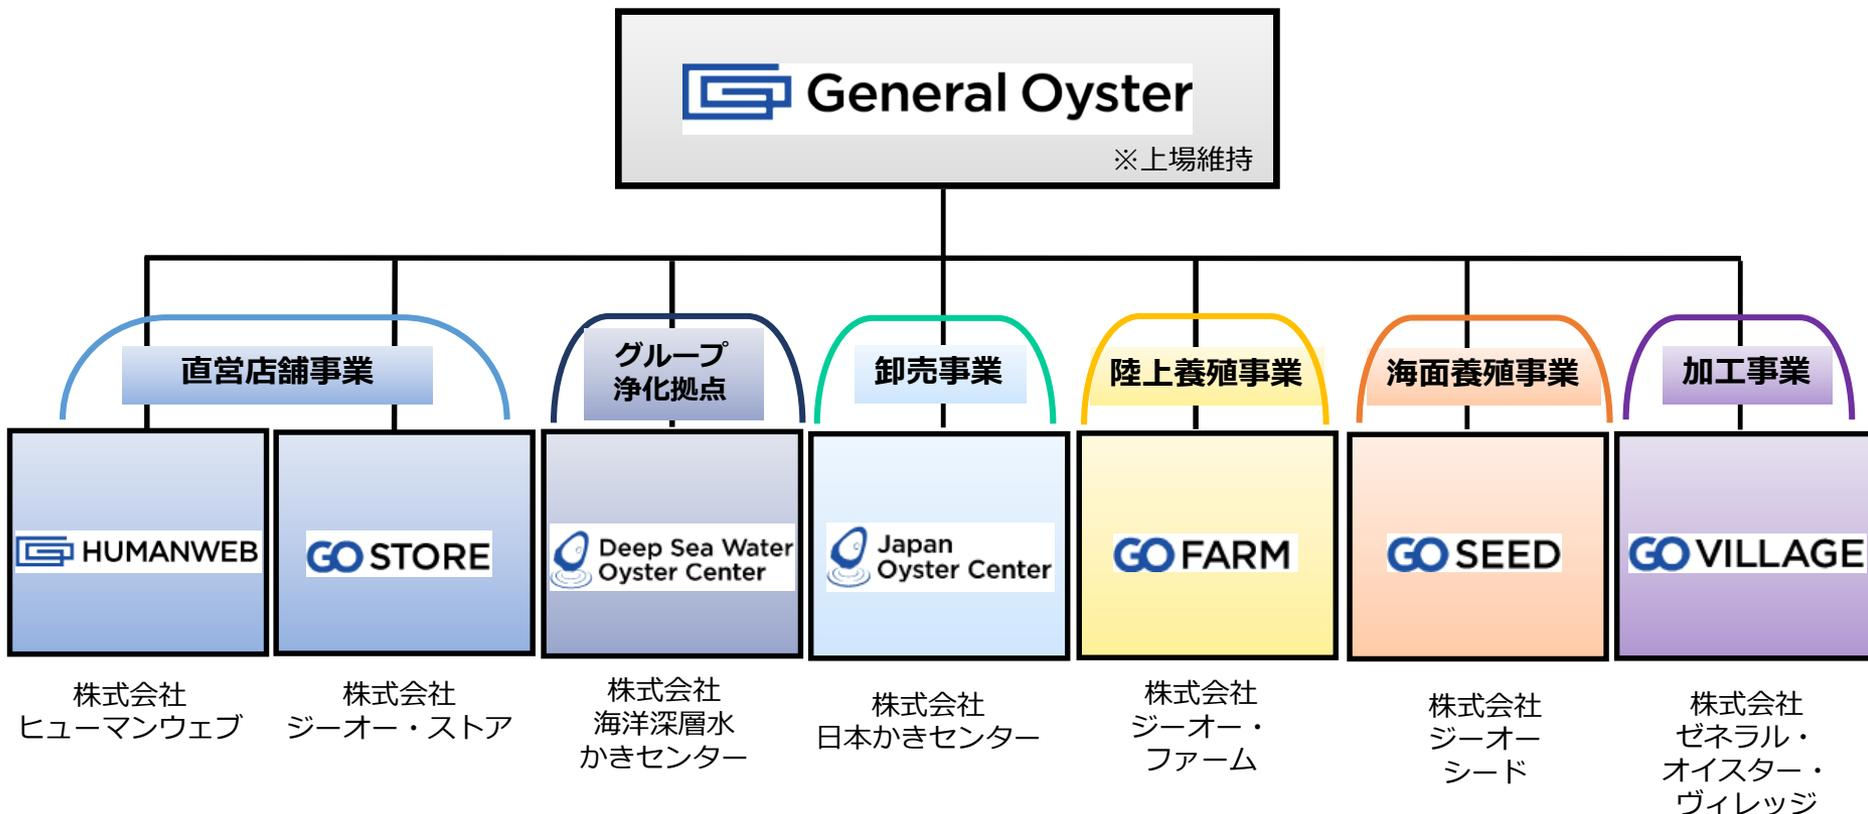 General Oyster
※上場維持
直営店舗事業
グループ
浄化拠点
卸売事業
陸上養殖事業
海面養殖事業
加工事業
HUMANWEB
GO STORE
Deep Sea Water
Oyster Center
Japan
Oyster Center
GO FARM
GO SEED
GO VILLAGE
株式会社
ヒューマンウェブ
株式会社
ジーオー・ストア
株式会社
海洋深層水
かきセンター
株式会社
日本かきセンター
株式会社
ジーオー・
ファーム
株式会社
ジーオー
シード
株式会社
ゼネラル・
オイスター・
ヴィレッジ